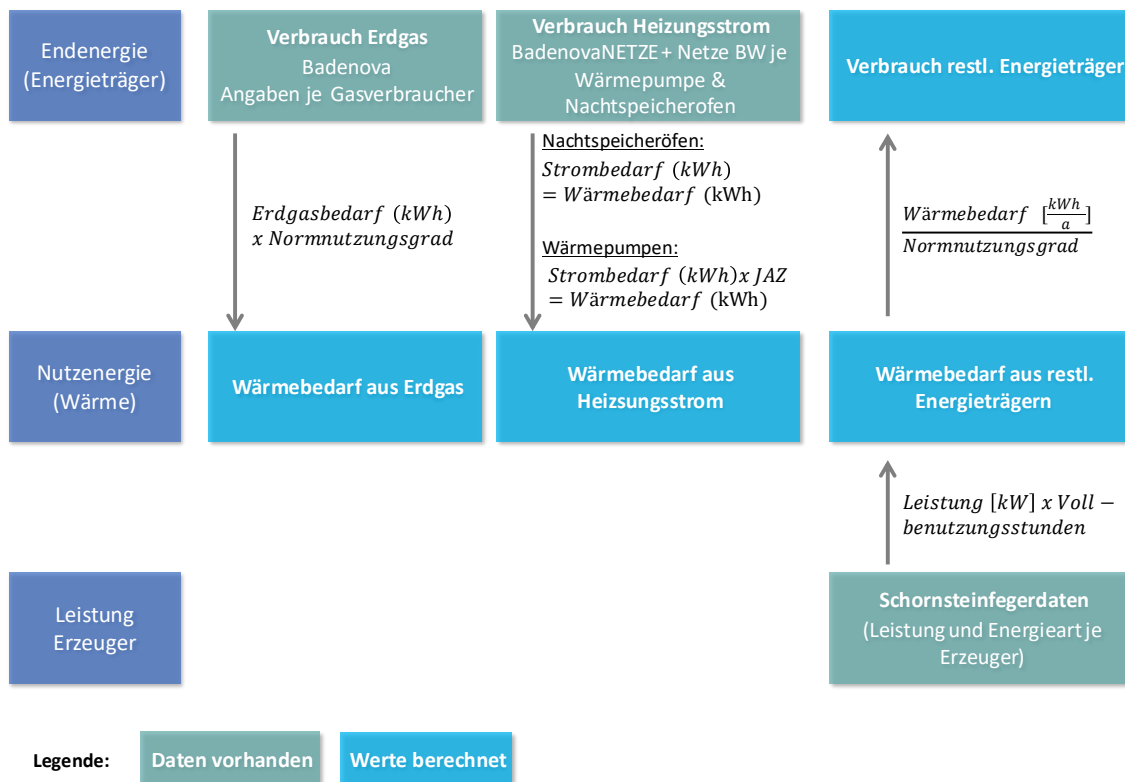 Endenergie
(Energieträger)
Verbrauch Erdgas
Badenova
Angaben je Gasverbraucher
Verbrauch Heizungsstrom
BadenovaNETZE + Netze BW je
Wärmepumpe &
Nachtspeicherofen
Verbrauch restl. Energieträger
Erdgasbedarf (kWh)
x Normnutzungsgrad
Nachtspeicheröfen:
Strombedarf (kWh)
= Wärmebedarf (kWh)
Wärmepumpen:
Strombedarf (kWh)x JAZ
= Wärmebedarf (kWh)
Wärmebedarf [kWh/a]
Normnutzungsgrad
Nutzenergie
(Wärme)
Wärmebedarf aus Erdgas
Wärmebedarf aus
Heizsungsstrom
Wärmebedarf aus restl.
Energieträgern
Leistung [kW] x Voll −
benutzungsstunden
Leistung
Erzeuger
Schornsteinfegerdaten
(Leistung und Energieart je
Erzeuger)
Legende:
Daten vorhanden
Werte berechnet